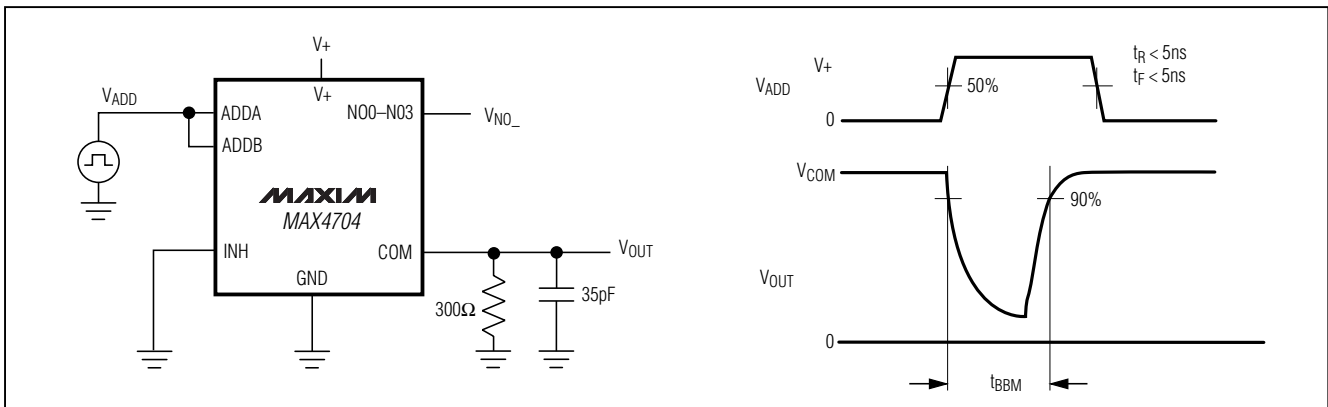 V+
V+
VADD
ADDA
ADDB
NO0–NO3
VNO_
MAXIM
MAX4704
INH
COM
GND
VOUT
300Ω
35pF
V+
VADD
0
50%
tR < 5ns
tF < 5ns
VCOM
90%
VOUT
0
tBBM